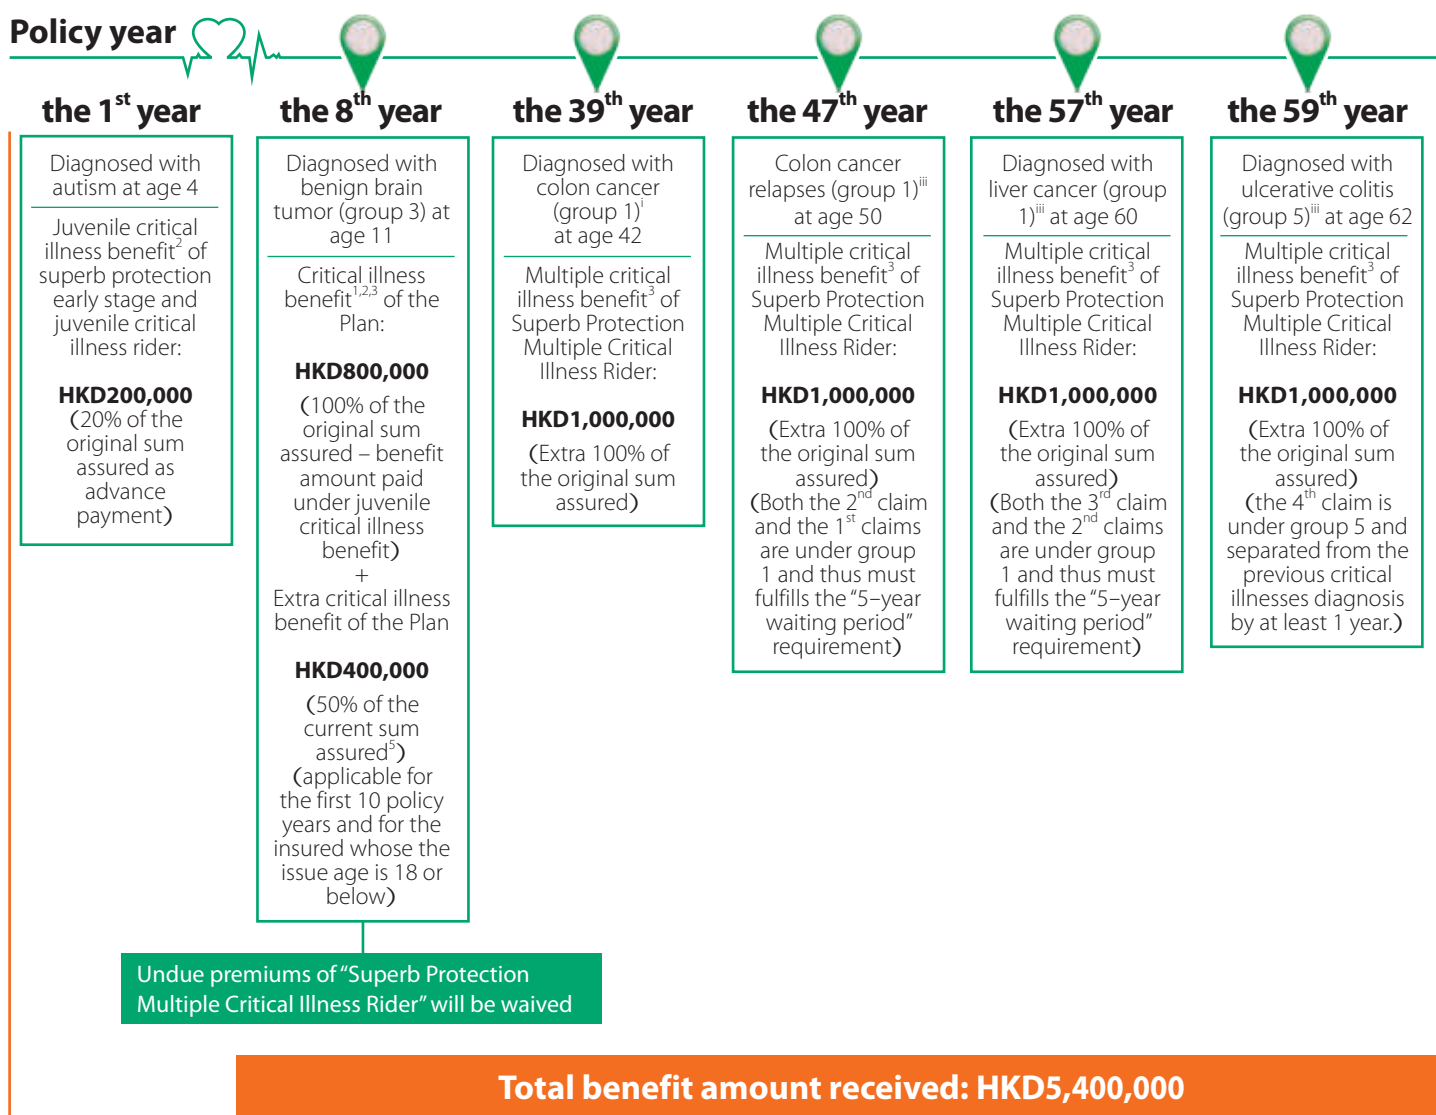 Policy year
the 1st year
Diagnosed with
autism at age 4
Juvenile critical
illness benefit2 of
superb protection
early stage and
juvenile critical
illness rider:
HKD200,000
(20% of the
original sum
assured as
advance
payment)
the 8th year
Diagnosed with
benign brain
tumor (group 3) at
age 11
Critical illness
benefit1,2,3 of the
Plan:
HKD800,000
(100% of the
original sum
assured – benefit
amount paid
under juvenile
critical illness
benefit)
+
Extra critical illness
benefit of the Plan
HKD400,000
(50% of the
current sum
assured5)
(applicable for
the first 10 policy
years and for the
insured whose the
issue age is 18 or
below)
Undue premiums of “Superb Protection
Multiple Critical Illness Rider” will be waived
the 39th year
Diagnosed with
colon cancer
(group 1)i
at age 42
Multiple critical
illness benefit3 of
Superb Protection
Multiple Critical
Illness Rider:
HKD1,000,000
(Extra 100% of
the original sum
assured)
the 47th year
Colon cancer
relapses (group 1)iii
at age 50
Multiple critical
illness benefit3 of
Superb Protection
Multiple Critical
Illness Rider:
HKD1,000,000
(Extra 100% of
the original sum
assured)
(Both the 2nd claim
and the 1st claims
are under group
1 and thus must
fulfills the “5–year
waiting period”
requirement)
the 57th year
Diagnosed with
liver cancer (group
1)iii at age 60
Multiple critical
illness benefit3 of
Superb Protection
Multiple Critical
Illness Rider:
HKD1,000,000
(Extra 100% of
the original sum
assured)
(Both the 3rd claim
and the 2nd claims
are under group
1 and thus must
fulfills the “5–year
waiting period”
requirement)
the 59th year
Diagnosed with
ulcerative colitis
(group 5)iii at age 62
Multiple critical
illness benefit3 of
Superb Protection
Multiple Critical
Illness Rider:
HKD1,000,000
(Extra 100% of
the original sum
assured)
(the 4th claim is
under group 5 and
separated from the
previous critical
illnesses diagnosis
by at least 1 year.)
Total benefit amount received: HKD5,400,000